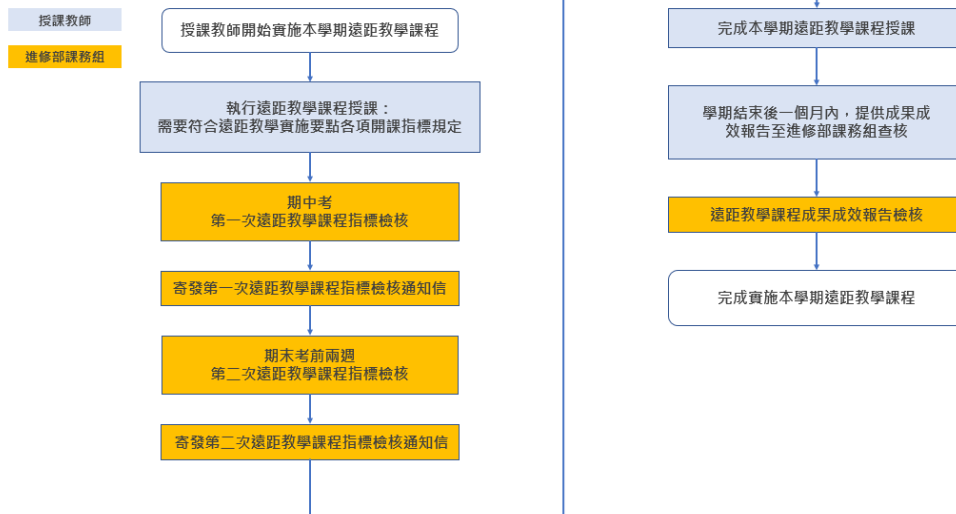 授課教師
進修部課務組
授課教師開始實施本學期遠距教學課程
執行遠距教學課程授課：
需要符合遠距教學實施要點各項開課指標規定
期中考
第一次遠距教學課程指標檢核
寄發第一次遠距教學課程指標檢核通知信
期末考前兩週
第二次遠距教學課程指標檢核
寄發第二次遠距教學課程指標檢核通知信
完成本學期遠距教學課程授課
學期結束後一個月內，提供成果成
效報告至進修部課務組查核
遠距教學課程成果成效報告檢核
完成實施本學期遠距教學課程